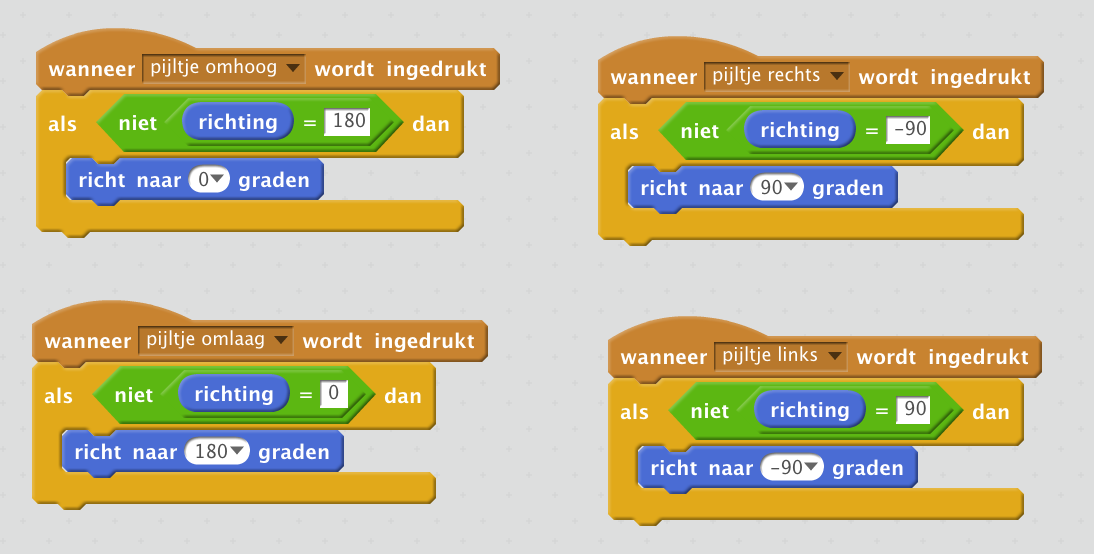 wanneer pijltje omhoog wordt ingedrukt
als niet richting = 180 dan
richt naar 0 graden
wanneer pijltje rechts wordt ingedrukt
als niet richting = -90 dan
richt naar 90 graden
wanneer pijltje omlaag wordt ingedrukt
als niet richting = 0 dan
richt naar 180 graden
wanneer pijltje links wordt ingedrukt
als niet richting = 90 dan
richt naar -90 graden